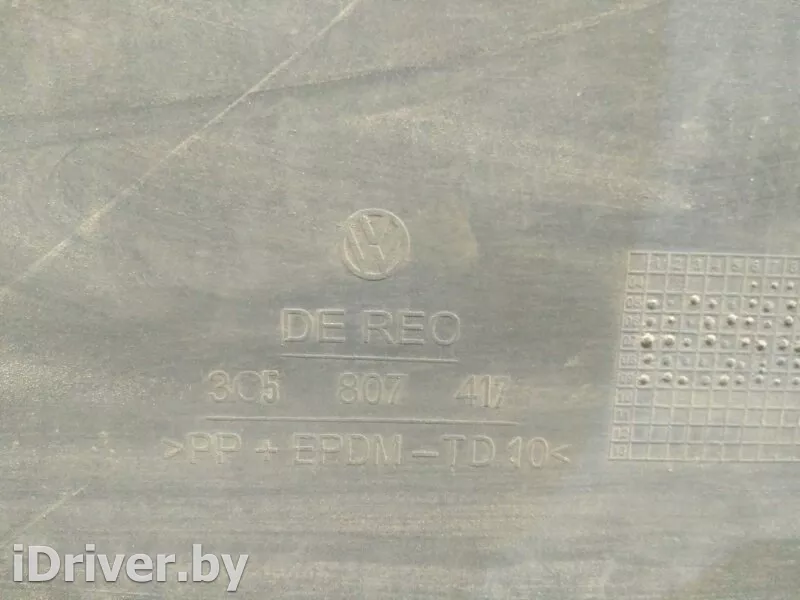 DE REO
3C5 807 417
>PP + EPDM - TD 10<
iDriver.by